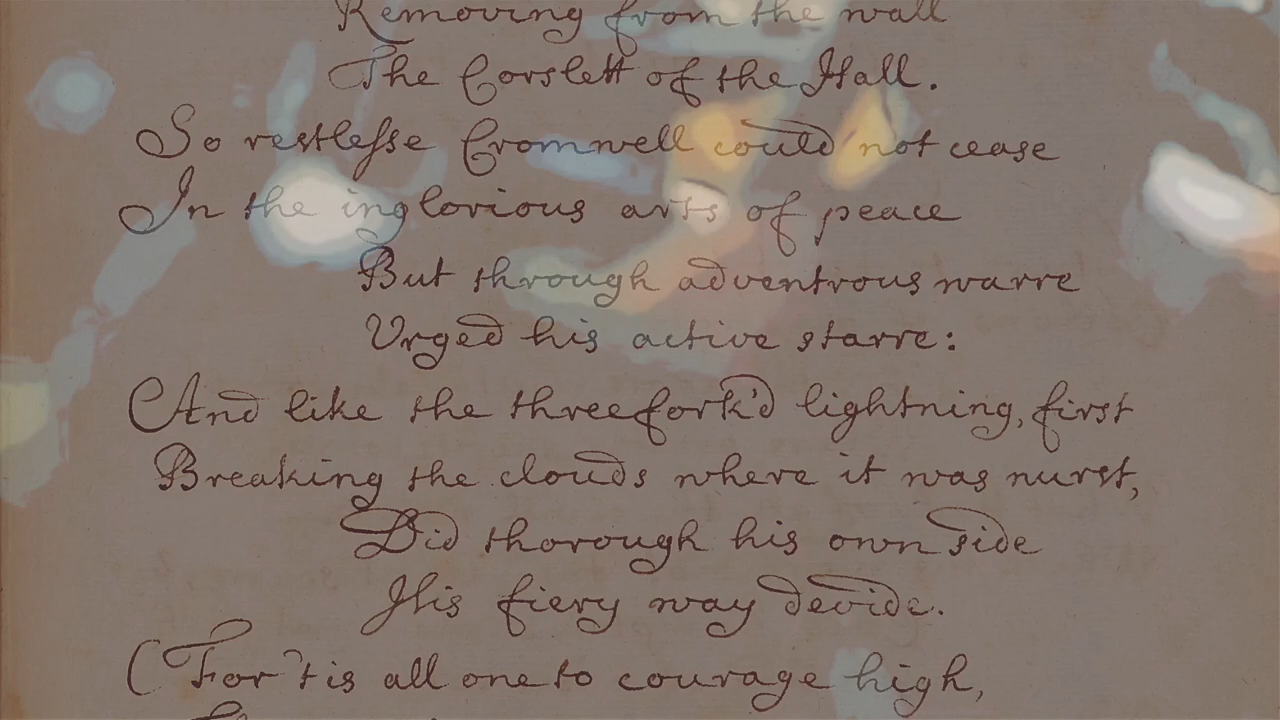 Removing from the wall
The Corslett of the Hall.
So restlesse Cromwell could not cease
In the inglorious arts of peace
But through adventrous warre
Urged his active starre:
And like the threefork'd lightning, first
Breaking the clouds where it was nurst,
Did thorough his own side
His fiery way devide.
(For 't is all one to courage high,